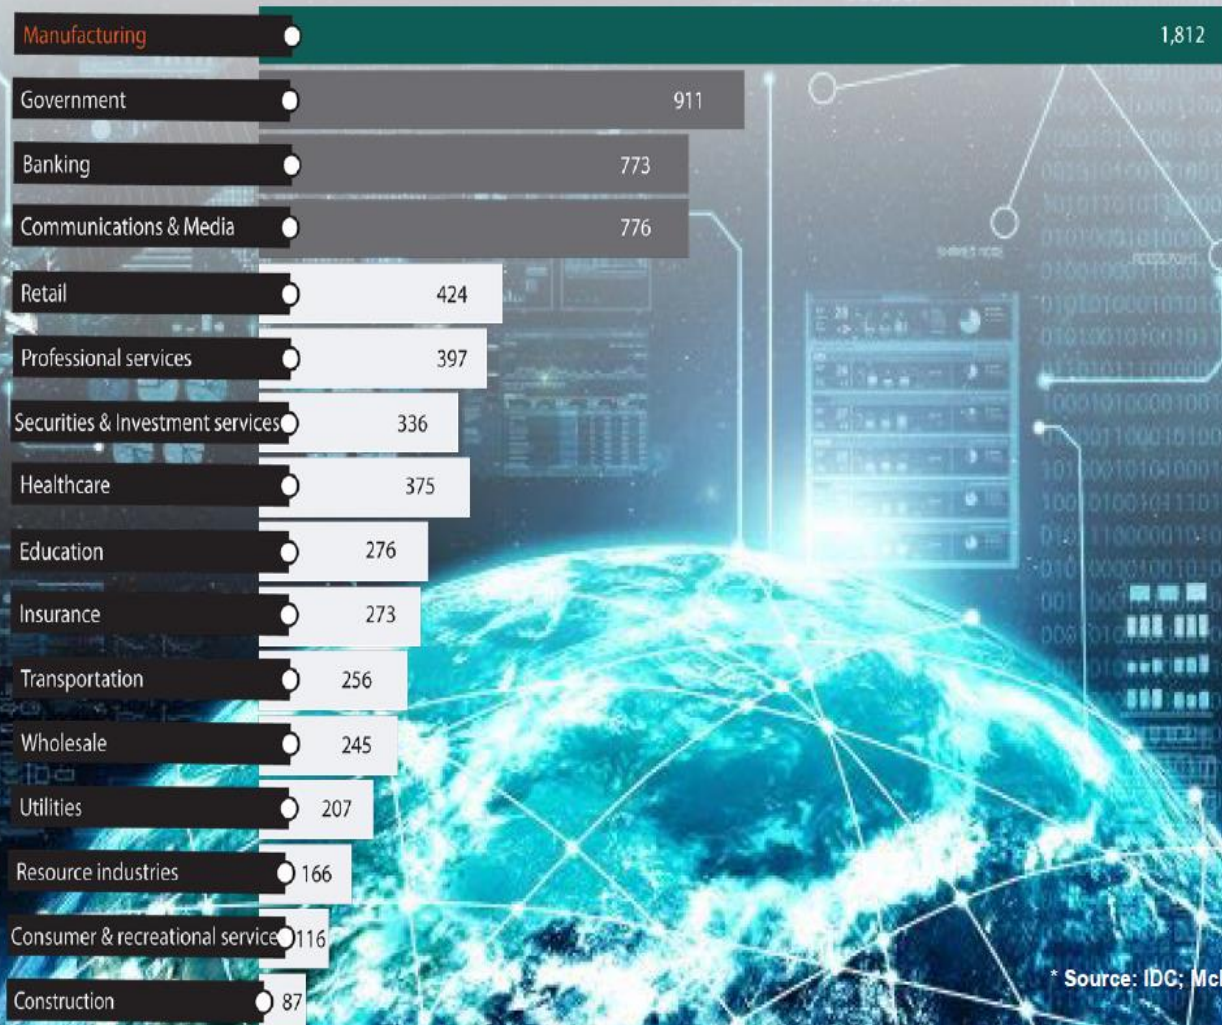 Manufacturing 1,812
Government 911
Banking 773
Communications & Media 776
Retail 424
Professional services 397
Securities & Investment services 336
Healthcare 375
Education 276
Insurance 273
Transportation 256
Wholesale 245
Utilities 207
Resource industries 166
Consumer & recreational service 116
Construction 87
* Source: IDC;